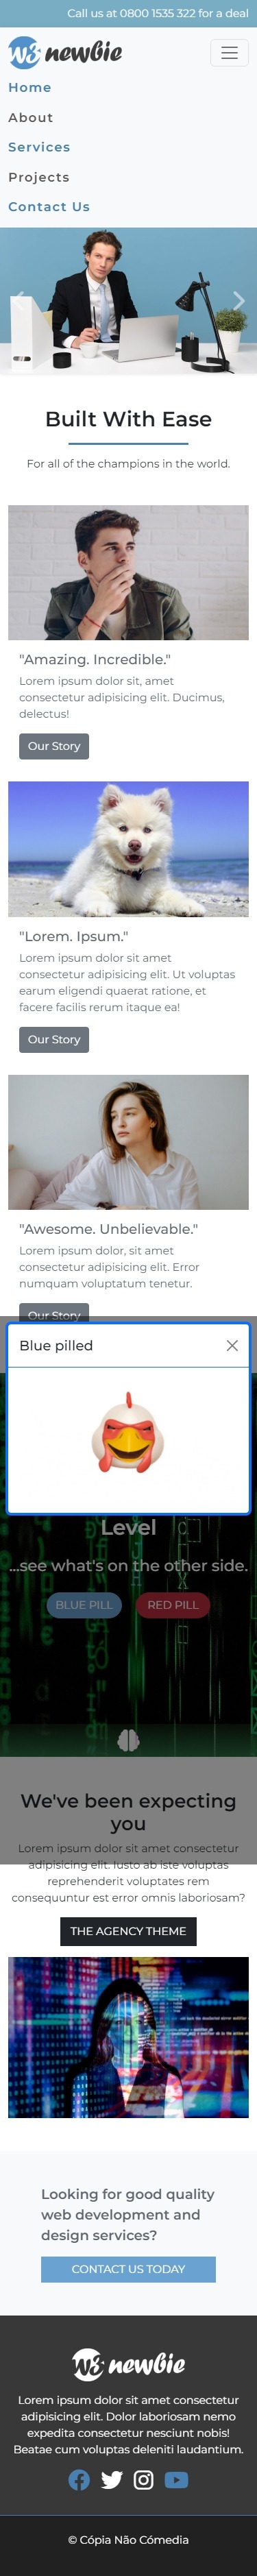 Call us at 0800 1535 322 for a deal
W3 newbie
Home
About
Services
Projects
Contact Us
Built With Ease
For all of the champions in the world.
"Amazing. Incredible."
Lorem ipsum dolor sit, amet
consectetur adipisicing elit. Ducimus,
delectus!
Our Story
"Lorem. Ipsum."
Lorem ipsum dolor sit amet
consectetur adipisicing elit. Ut voluptas
earum eligendi quaerat ratione, et
facere facilis rerum itaque ea!
Our Story
"Awesome. Unbelievable."
Lorem ipsum dolor, sit amet
consectetur adipisicing elit. Error
numquam voluptatum tenetur.
Our Story
Blue pilled
Level
...see what's on the other side.
BLUE PILL RED PILL
We've been expecting
you
Lorem ipsum dolor sit amet consectetur
adipisicing elit. Iusto ab iste voluptas
reprehenderit voluptates rem
consequuntur est error omnis laboriosam?
THE AGENCY THEME
Looking for good quality
web development and
design services?
CONTACT US TODAY
W3 newbie
Lorem ipsum dolor sit amet consectetur
adipisicing elit. Dolor laboriosam nemo
expedita consectetur nesciunt nobis!
Beatae cum voluptas deleniti laudantium.
© Cópia Não Cómedia